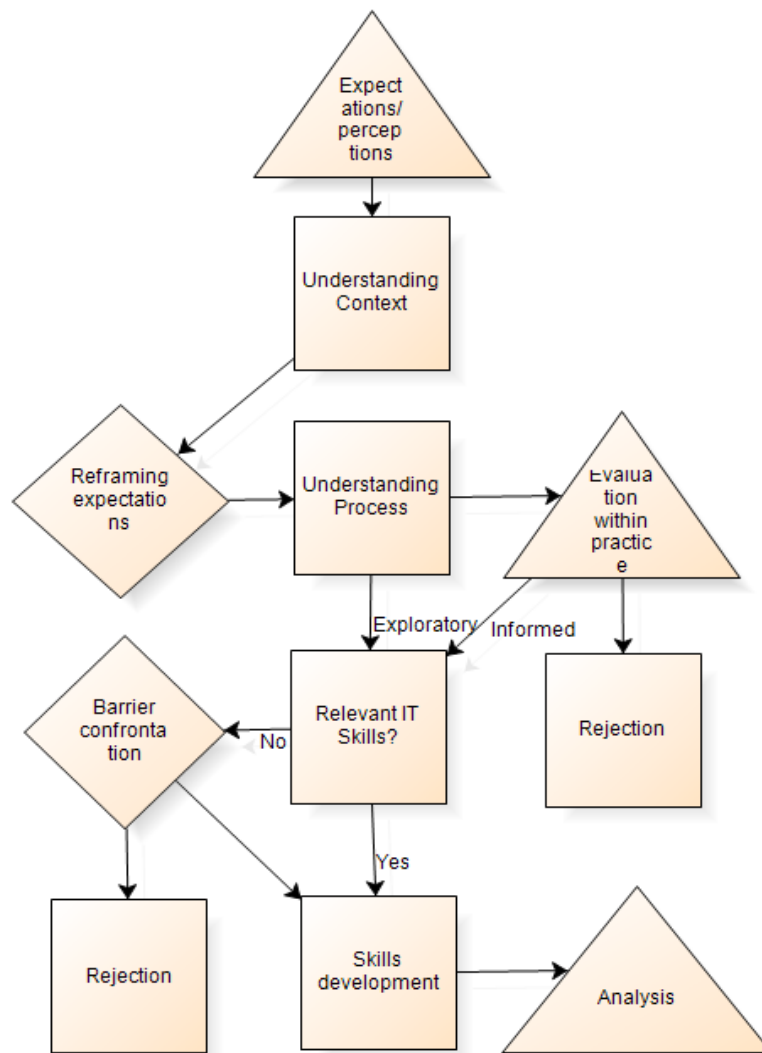 Expect
ations/
percep
tions
Understanding
Context
Reframing
expectatio
ns
Understanding
Process
Evalua
tion
within
practic
e
Exploratory
Informed
Barrier
confronta
tion
No
Relevant IT
Skills?
Rejection
Yes
Rejection
Skills
development
Analysis